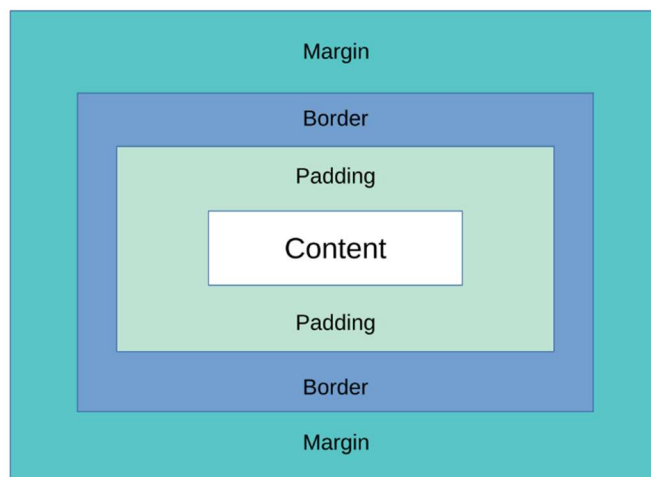 Margin
Border
Padding
Content
Padding
Border
Margin